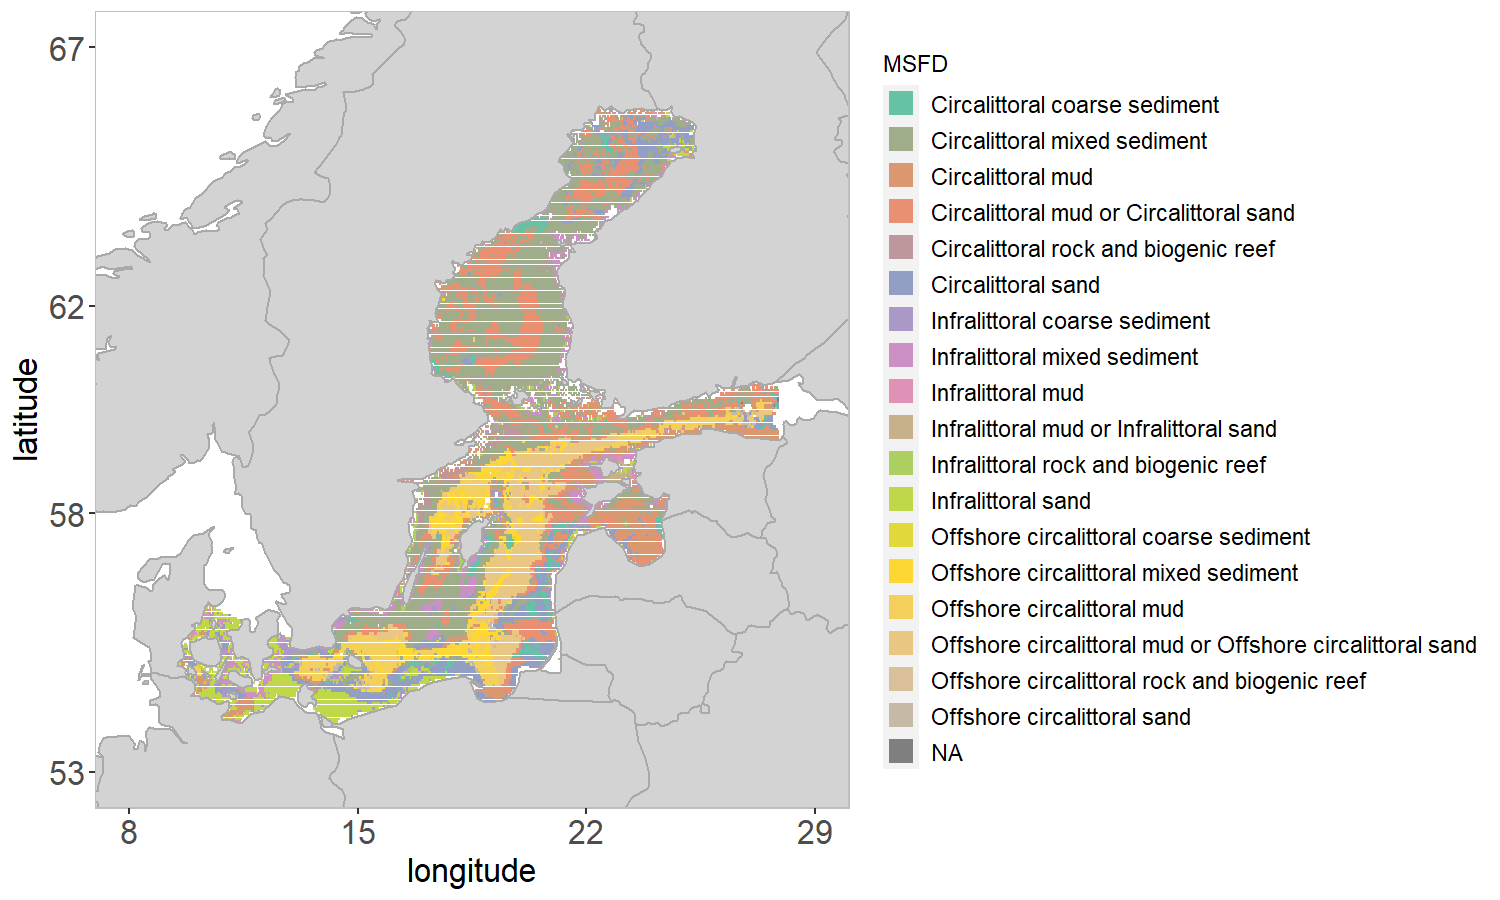 67
62
58
53
latitude
8
15
22
29
longitude
MSFD
Circalittoral coarse sediment
Circalittoral mixed sediment
Circalittoral mud
Circalittoral mud or Circalittoral sand
Circalittoral rock and biogenic reef
Circalittoral sand
Infralittoral coarse sediment
Infralittoral mixed sediment
Infralittoral mud
Infralittoral mud or Infralittoral sand
Infralittoral rock and biogenic reef
Infralittoral sand
Offshore circalittoral coarse sediment
Offshore circalittoral mixed sediment
Offshore circalittoral mud
Offshore circalittoral mud or Offshore circalittoral sand
Offshore circalittoral rock and biogenic reef
Offshore circalittoral sand
NA